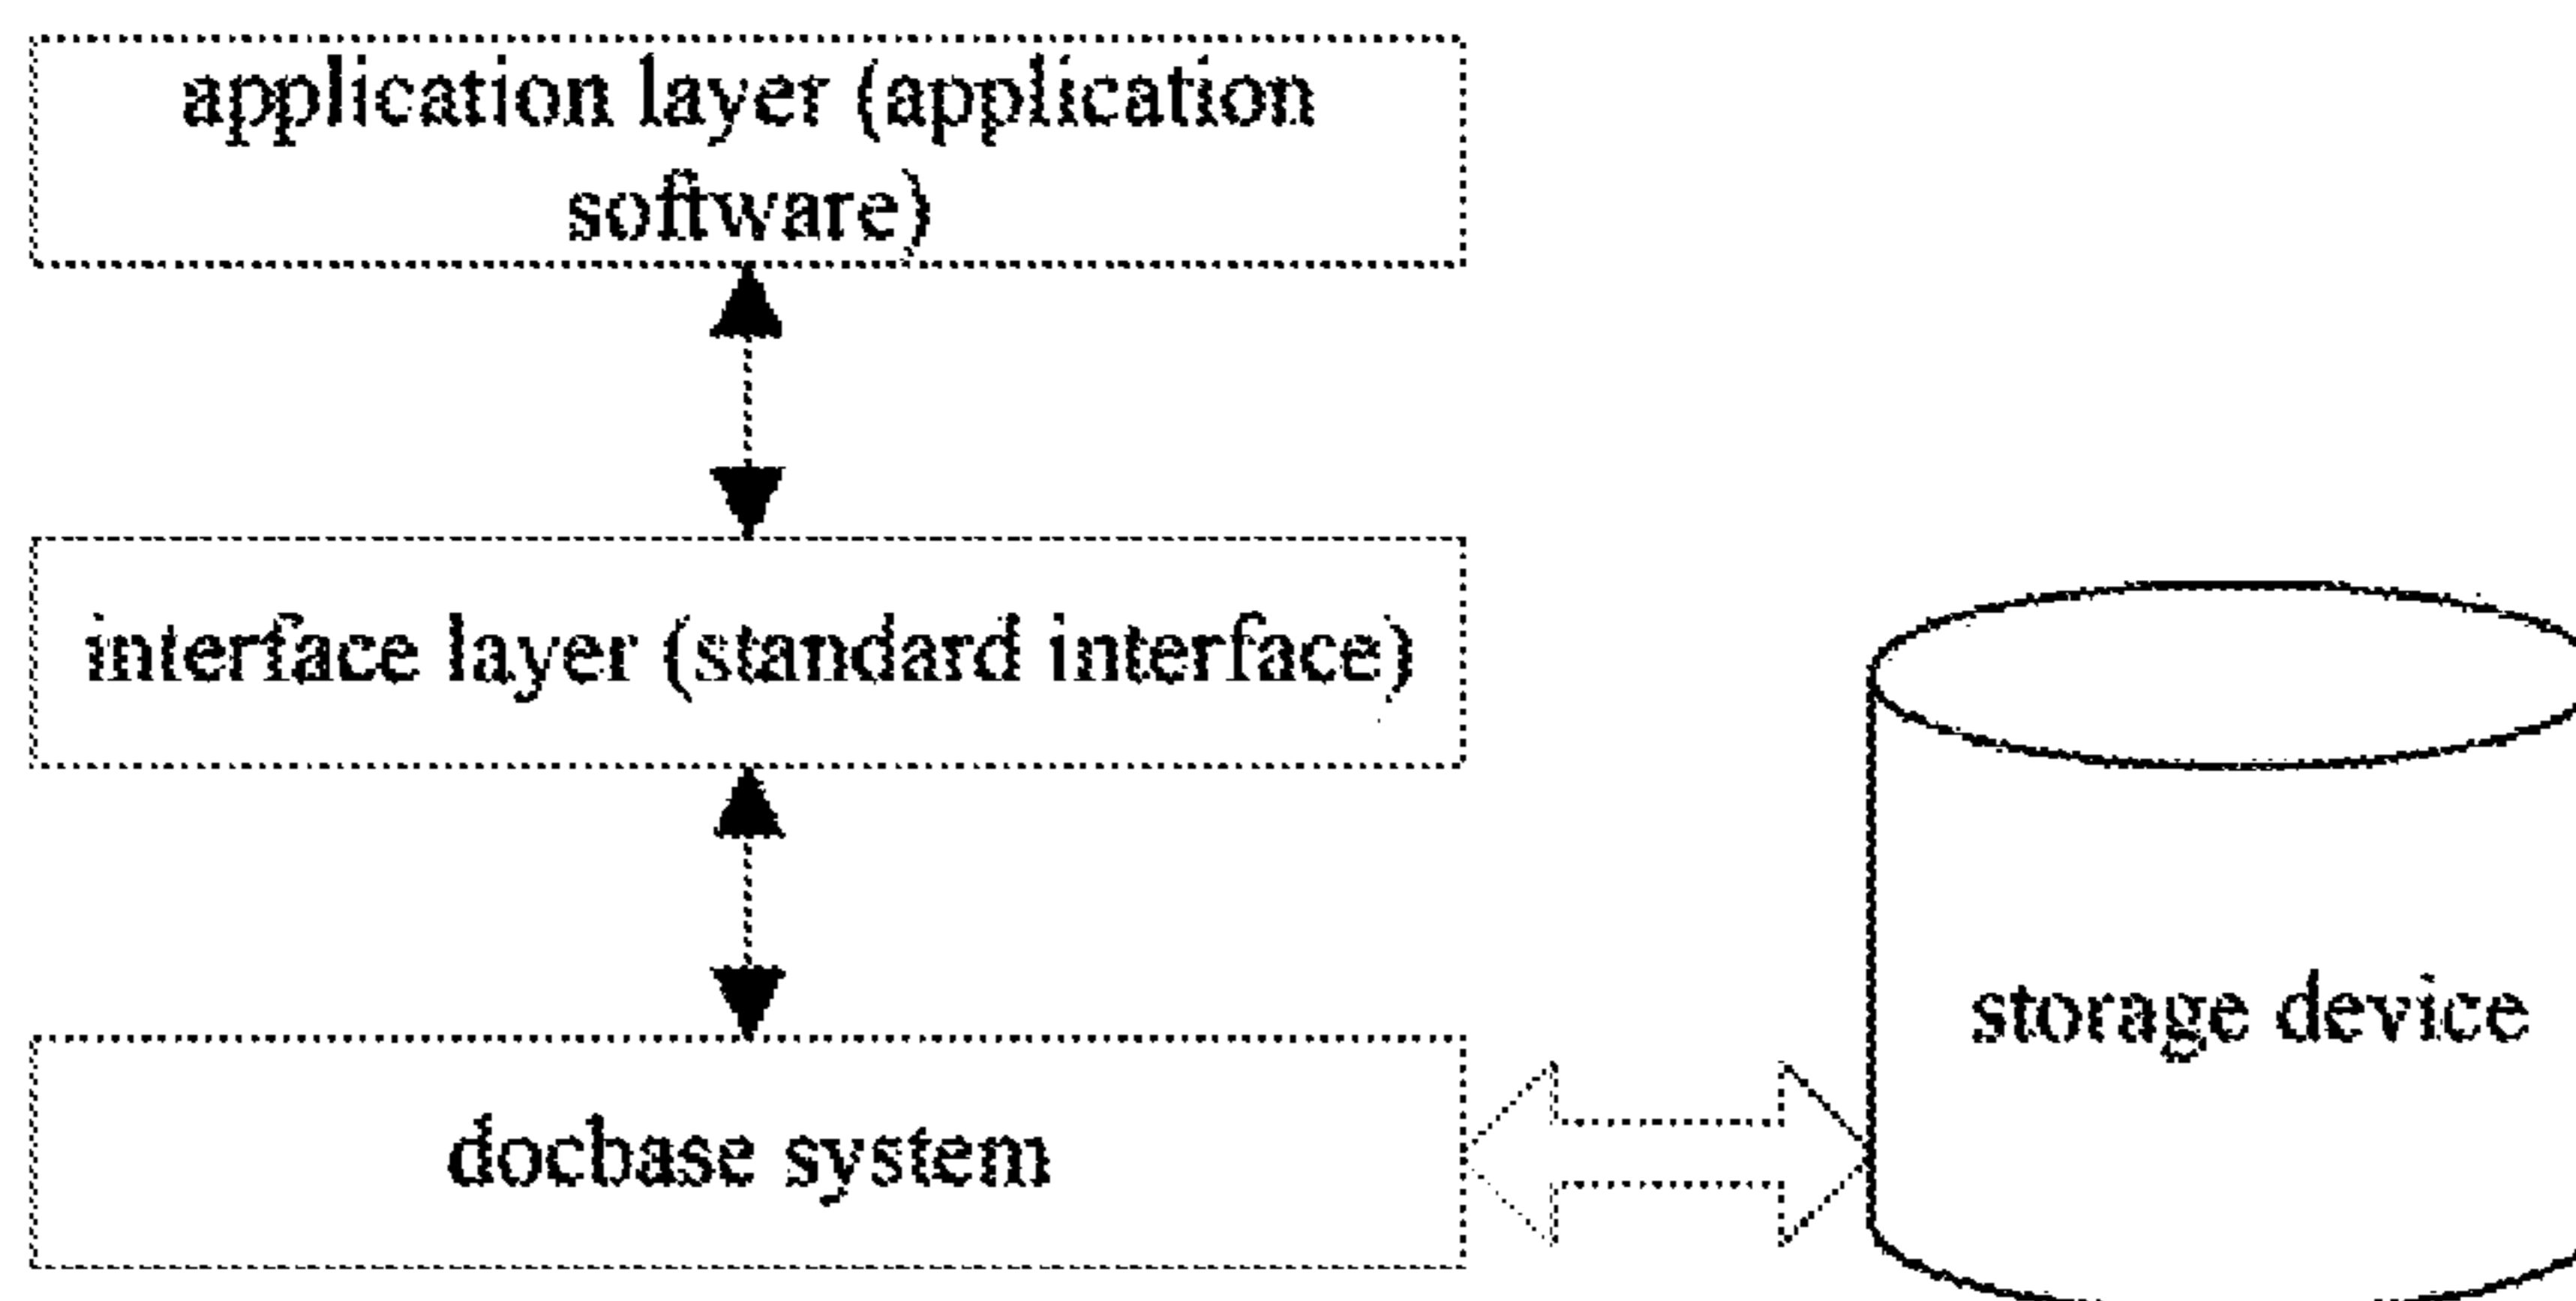 application layer (application
software)
interface layer (standard interface)
storage device
docbase system